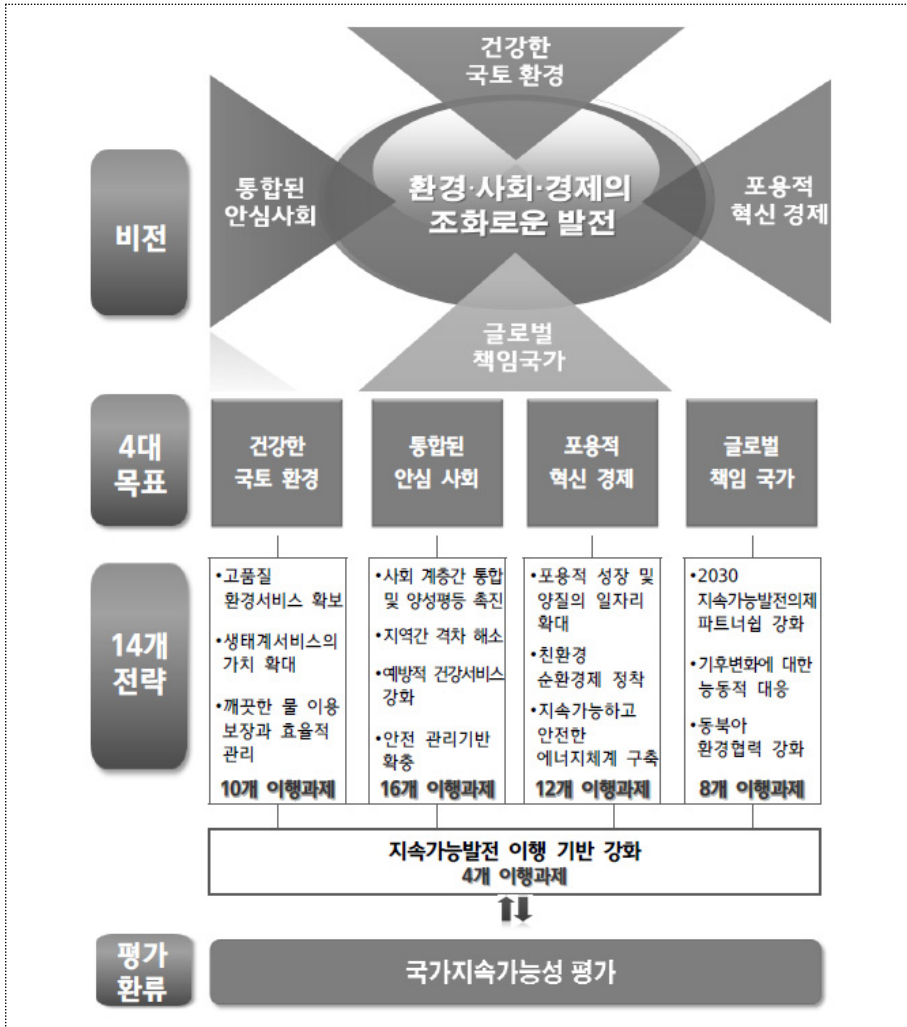 건강한
국토 환경
통합된
안심사회
환경·사회·경제의
조화로운 발전
포용적
혁신 경제
비전
글로벌
책임국가
4대
목표
건강한
국토 환경
통합된
안심 사회
포용적
혁신 경제
글로벌
책임 국가
14개
전략
•고품질
환경서비스 확보
•생태계서비스의
가치 확대
•깨끗한 물 이용
보장과 효율적
관리
10개 이행과제
•사회 계층간 통합
및 양성평등 촉진
•지역간 격차 해소
•예방적 건강서비스
강화
•안전 관리기반
확충
16개 이행과제
•포용적 성장 및
양질의 일자리
확대
•친환경
순환경제 정착
•지속가능하고
안전한
에너지체계 구축
12개 이행과제
•2030
지속가능발전의제
파트너쉽 강화
•기후변화에 대한
능동적 대응
•동북아
환경협력 강화
8개 이행과제
지속가능발전 이행 기반 강화
4개 이행과제
평가
환류
국가지속가능성 평가